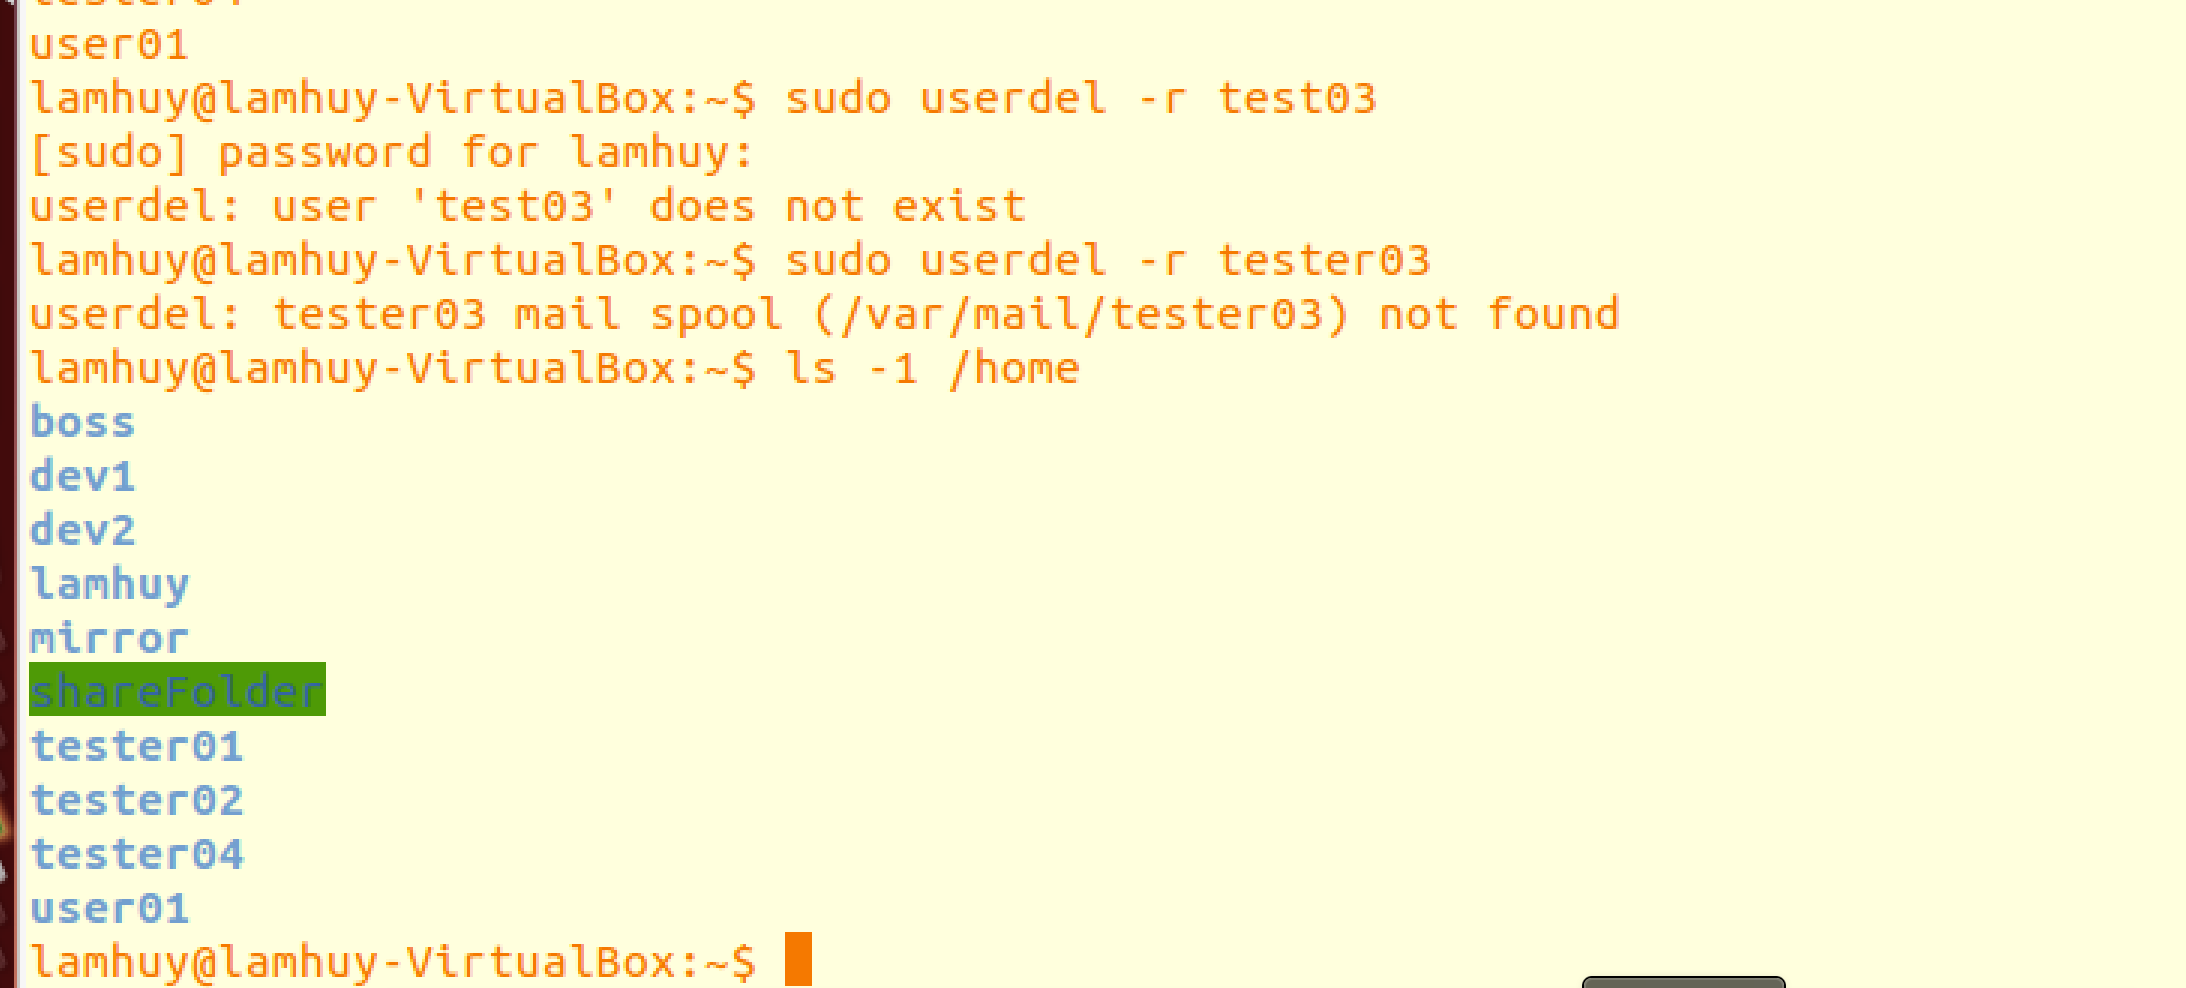 user01
lamhuy@lamhuy-VirtualBox:~$ sudo userdel -r test03
[sudo] password for lamhuy:
userdel: user 'test03' does not exist
lamhuy@lamhuy-VirtualBox:~$ sudo userdel -r tester03
userdel: tester03 mail spool (/var/mail/tester03) not found
lamhuy@lamhuy-VirtualBox:~$ ls -1 /home
boss
dev1
dev2
lamhuy
mirror
shareFolder
tester01
tester02
tester04
user01
lamhuy@lamhuy-VirtualBox:~$